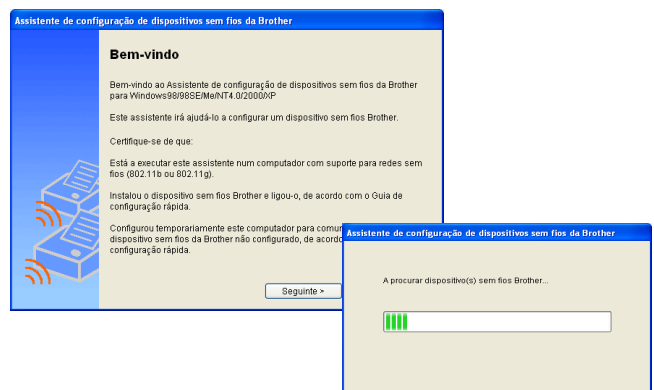 Assistente de configuração de dispositivos sem fios da Brother
Bem-vindo
Bem-vindo ao Assistente de configuração de dispositivos sem fios da Brother
para Windows98/98SE/Me/NT4.0/2000/XP
Este assistente irá ajudá-lo a configurar um dispositivo sem fios Brother.
Certifique-se de que:
Está a executar este assistente num computador com suporte para redes sem
fios (802.11b ou 802.11g).
Instalou o dispositivo sem fios Brother e ligou-o, de acordo com o Guia de
configuração rápida.
Configurou temporariamente este computador para
dispositivo sem fios da Brother não configurado, de acordo
configuração rápida.
Seguinte >
Assistente de configuração de dispositivos sem fios da Brother
A procurar dispositivo(s) sem fios Brother...